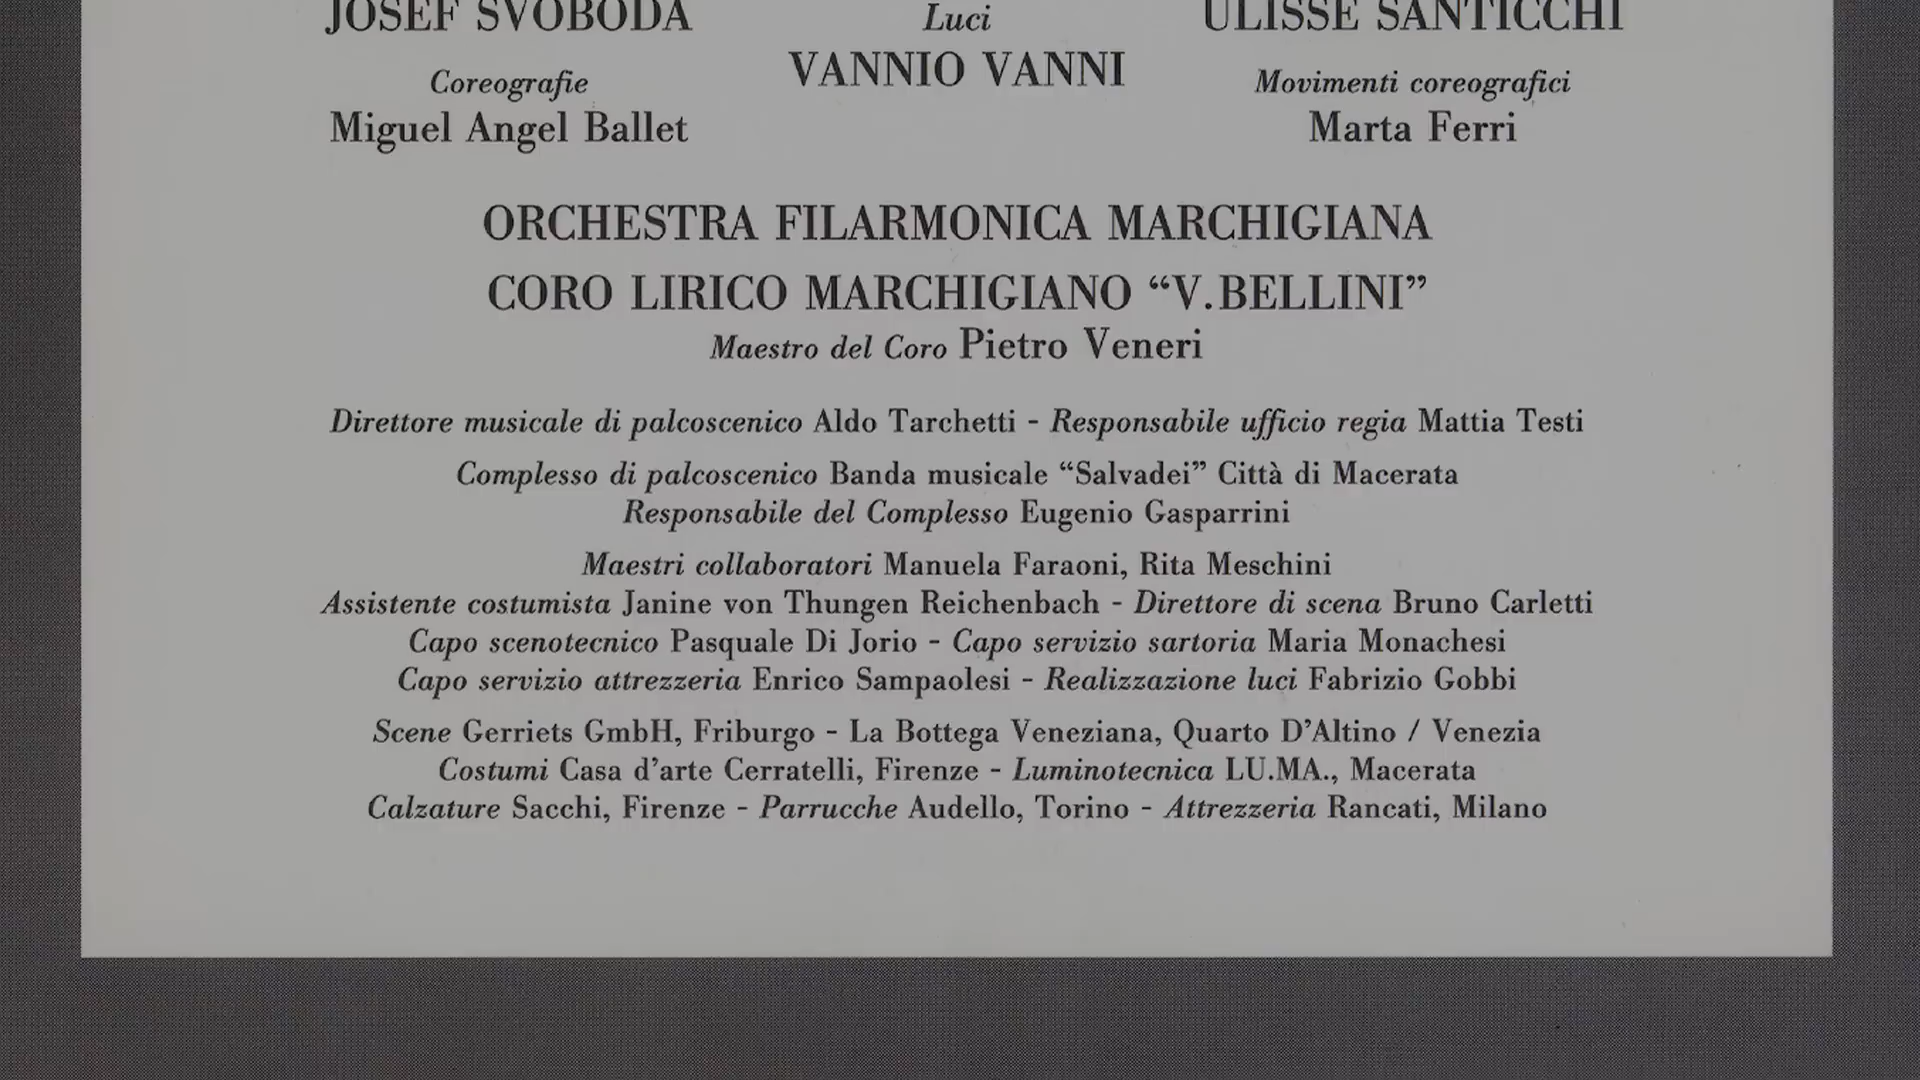 JOSEF SVOBODA
Luci
ULISSE SANTICCHI
VANNIO VANNI
Coreografie
Miguel Angel Ballet
Movimenti coreografici
Marta Ferri
ORCHESTRA FILARMONICA MARCHIGIANA
CORO LIRICO MARCHIGIANO “V.BELLINI”
Maestro del Coro Pietro Veneri
Direttore musicale di palcoscenico Aldo Tarchetti - Responsabile ufficio regia Mattia Testi
Complesso di palcoscenico Banda musicale “Salvadei” Città di Macerata
Responsabile del Complesso Eugenio Gasparrini
Maestri collaboratori Manuela Faraoni, Rita Meschini
Assistente costumista Janine von Thungen Reichenbach - Direttore di scena Bruno Carletti
Capo scenotecnico Pasquale Di Jorio - Capo servizio sartoria Maria Monachesi
Capo servizio attrezzeria Enrico Sampaolesi - Realizzazione luci Fabrizio Gobbi
Scene Gerriets GmbH, Friburgo - La Bottega Veneziana, Quarto D’Altino / Venezia
Costumi Casa d’arte Cerratelli, Firenze - Luminotecnica LU.MA., Macerata
Calzature Sacchi, Firenze - Parrucche Audello, Torino - Attrezzeria Rancati, Milano